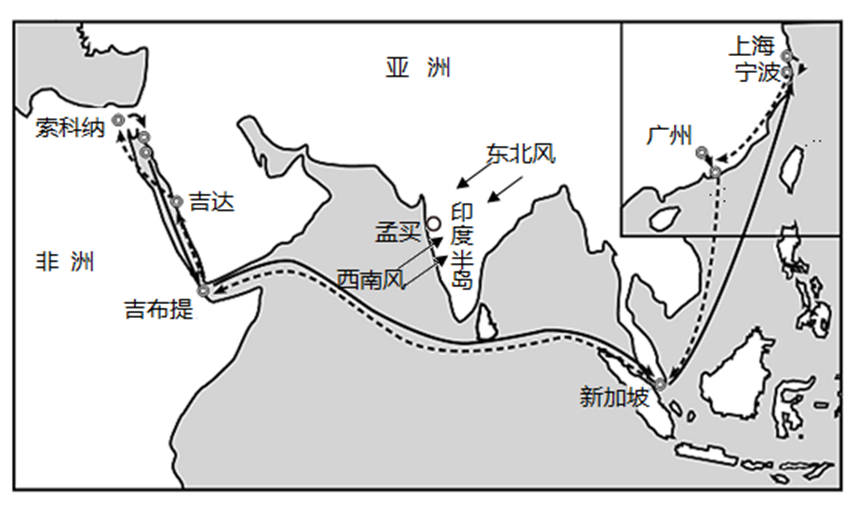 亚 洲
上海
宁波
广州
索科纳
吉达
东北风
孟买
印度半岛
西南风
非 洲
吉布提
新加坡